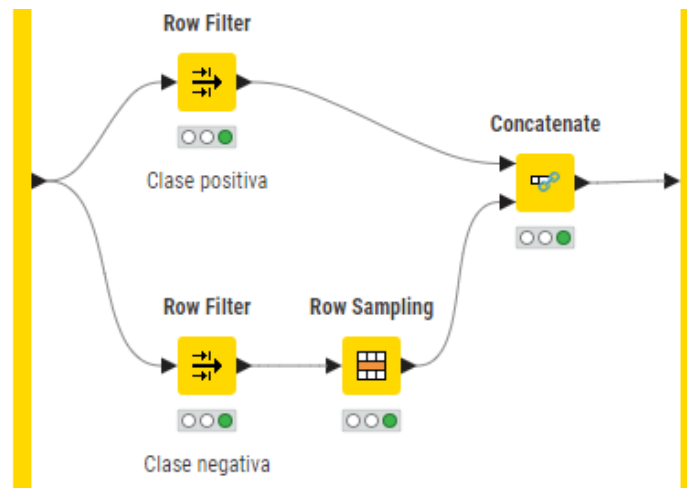 Row Filter
Clase positiva
Concatenate
Row Filter
Row Sampling
Clase negativa